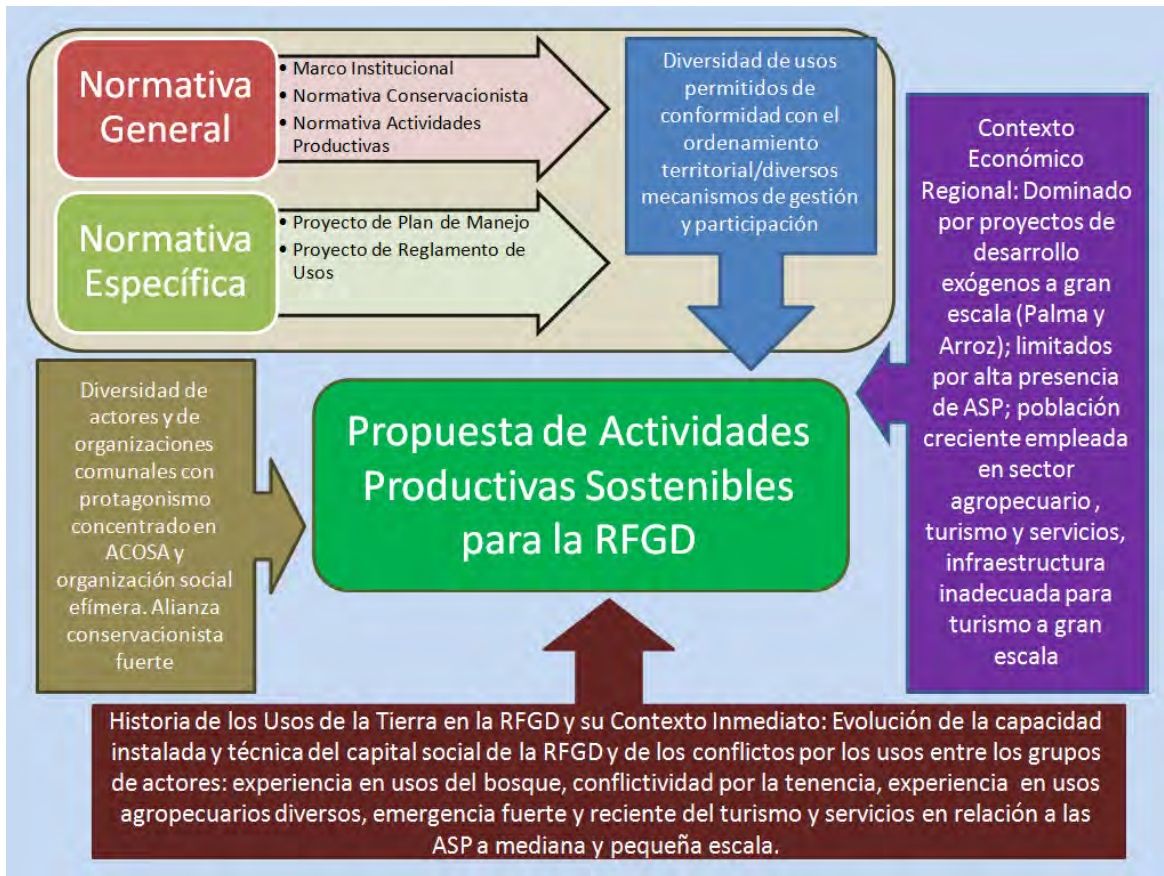 Normativa
General
• Marco Institucional
• Normativa Conservacionista
• Normativa Actividades
Productivas
Normativa
Específica
• Proyecto de Plan de Manejo
• Proyecto de Reglamento de
Usos
Diversidad de usos
permitidos de
conformidad con el
ordenamiento
territorial/diversos
mecanismos de gestión
y participación
Contexto
Económico
Regional: Dominado
por proyectos de
desarrollo
exógenos a gran
escala (Palma y
Arroz); limitados
por alta presencia
de ASP; población
creciente empleada
en sector
agropecuario ,
turismo y servicios,
infraestructura
inadecuada para
turismo a gran
escala
Diversidad de
actores y de
organizaciones
comunales con
protagonismo
concentrado en
ACOSA y
organización social
efímera. Alianza
conservacionista
fuerte
Propuesta de Actividades
Productivas Sostenibles
para la RFGD
Historia de los Usos de la Tierra en la RFGD y su Contexto Inmediato: Evolución de la capacidad
instalada y técnica del capital social de la RFGD y de los conflictos por los usos entre los grupos
de actores: experiencia en usos del bosque, conflictividad por la tenencia, experiencia en usos
agropecuarios diversos, emergencia fuerte y reciente del turismo y servicios en relación a las
ASP a mediana y pequeña escala.